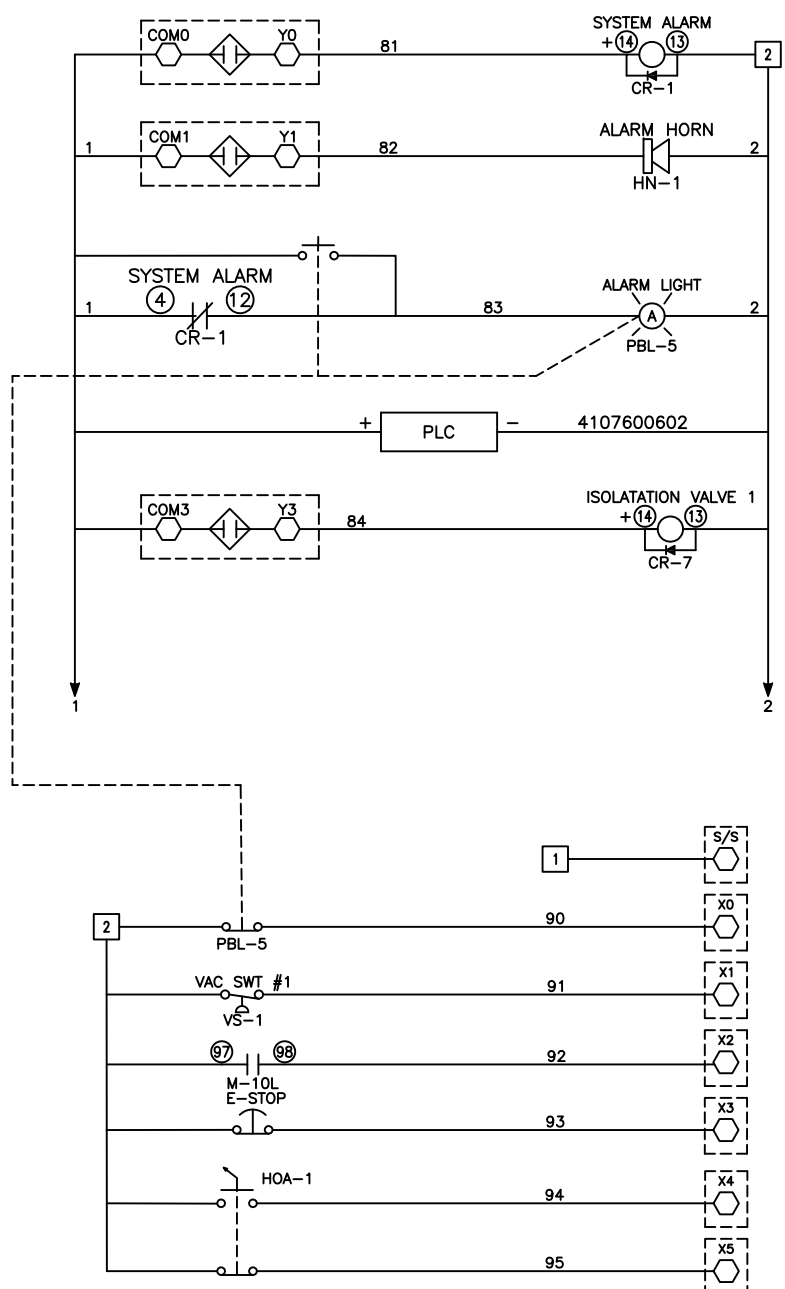 SYSTEM ALARM
COM0 Y0 81 + 14 13 2
CR-1
ALARM HORN
1 COM1 Y1 82 2
HN-1
SYSTEM ALARM ALARM LIGHT
4 12
1 83 A 2
CR-1 PBL-5
+ PLC - 4107600602
ISOLATATION VALVE 1
COM3 Y3 84 + 14 13
CR-7
1 2
S/S
1
X0
2 90
PBL-5
X1
VAC SWT #1 91
VS-1
X2
97 98 92
M-10L
E-STOP
X3
93
X4
HOA-1
94
X5
95